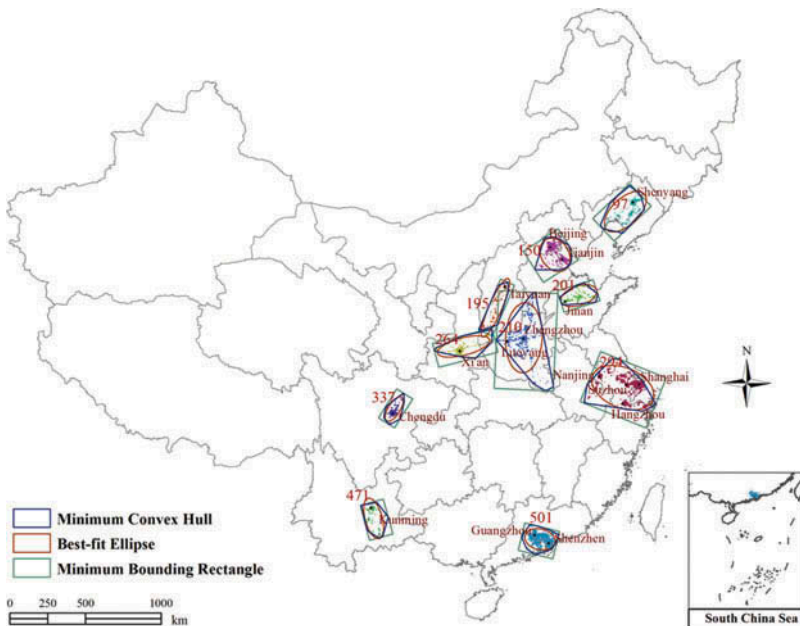 Shenyang
97
Beijing
150
Tianjin
201
Jinan
Taiyuan
195
210
Zhengzhou
264
Xi'an
Luoyang
Nanjing
294
Shanghai
Suzhou
Hangzhou
N
337
Chengdu
471
Kunming
501
Guangzhou
Shenzhen
Minimum Convex Hull
Best-fit Ellipse
Minimum Bounding Rectangle
0 250 500 1000
km
South China Sea